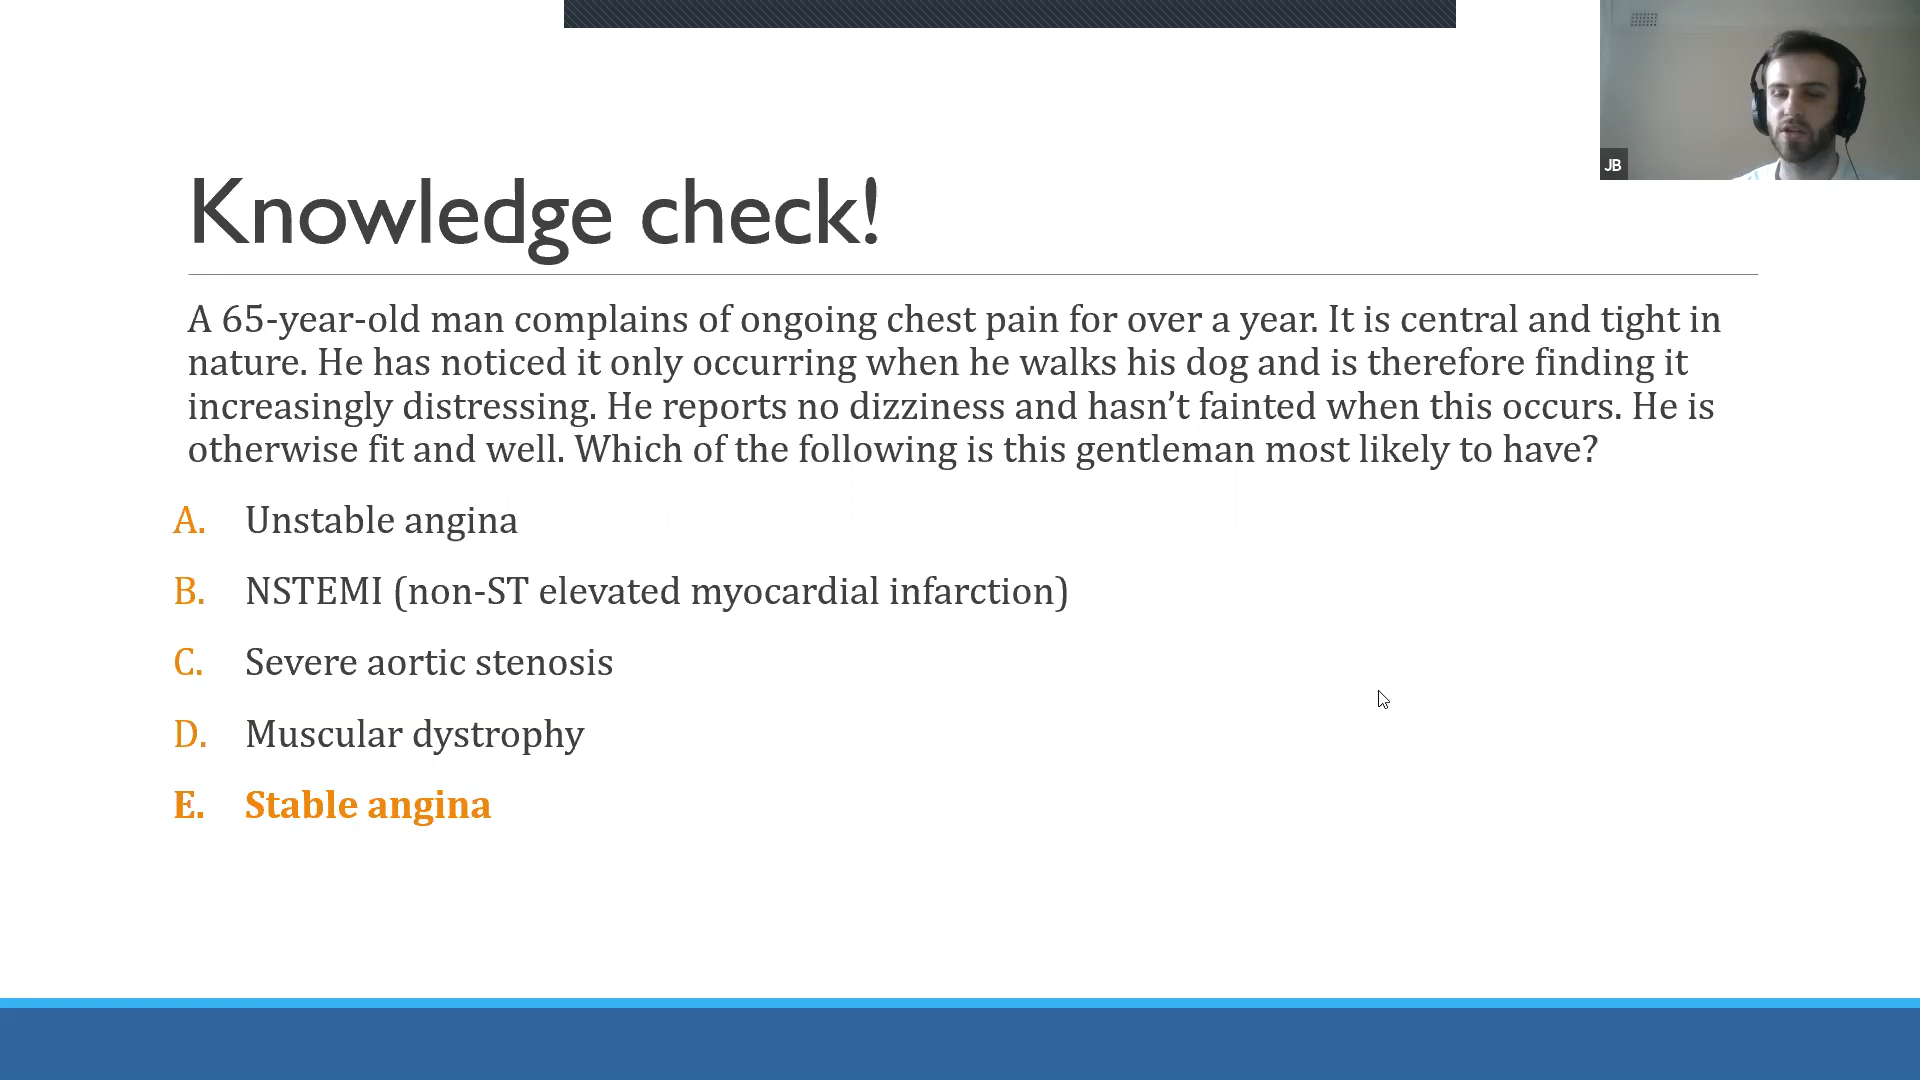 JB
Knowledge check!
A 65-year-old man complains of ongoing chest pain for over a year. It is central and tight in
nature. He has noticed it only occurring when he walks his dog and is therefore finding it
increasingly distressing. He reports no dizziness and hasn’t fainted when this occurs. He is
otherwise fit and well. Which of the following is this gentleman most likely to have?
A. Unstable angina
B. NSTEMI (non-ST elevated myocardial infarction)
C. Severe aortic stenosis
D. Muscular dystrophy
E. Stable angina